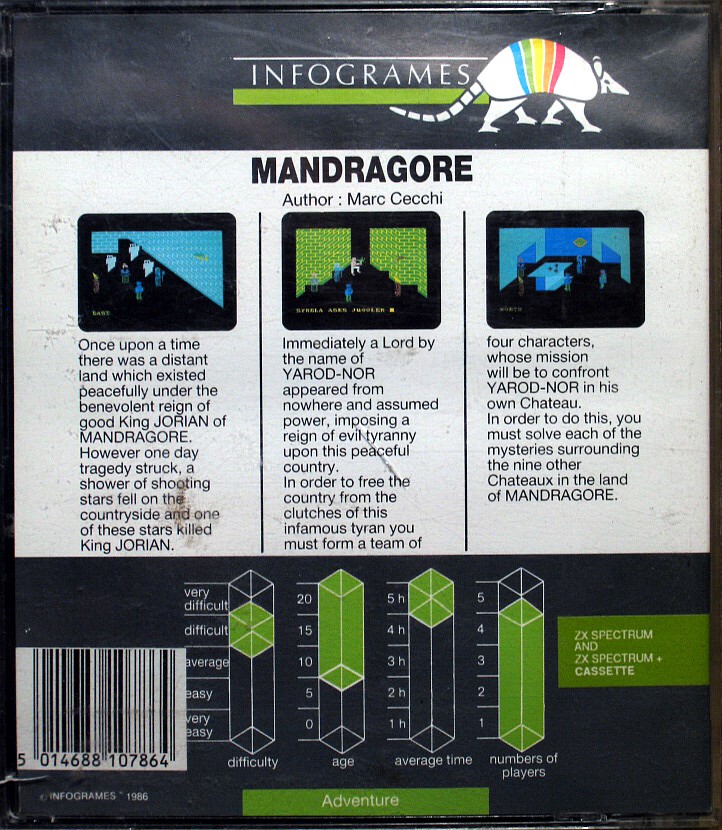 INFOGRAMES
MANDRAGORE
Author : Marc Cecchi
EAST
SYRELA ASKS JUGGLER
NORTH
Once upon a time
there was a distant
land which existed
peacefully under the
benevolent reign of
good King JORIAN of
MANDRAGORE.
However one day
tragedy struck, a
shower of shooting
stars fell on the
countryside and one
of these stars killed
King JORIAN.
Immediately a Lord by
the name of
YAROD-NOR
appeared from
nowhere and assumed
power, imposing a
reign of evil tyranny
upon this peaceful
country.
In order to free the
country from the
clutches of this
infamous tyran you
must form a team of
four characters,
whose mission
will be to confront
YAROD-NOR in his
own Chateau.
In order to do this, you
must solve each of the
mysteries surrounding
the nine other
Chateaux in the land
of MANDRAGORE.
very
difficult
difficult
average
easy
very
easy
difficulty
20
15
10
5
0
age
5 h
4 h
3 h
2 h
1 h
average time
5
4
3
2
1
numbers of
players
ZX SPECTRUM
AND
ZX SPECTRUM +
CASSETTE
5 014688 107864
© INFOGRAMES ™ 1986
Adventure